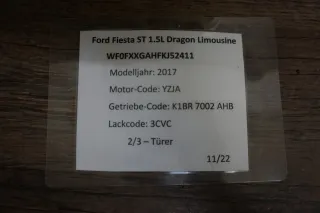 Ford Fiesta ST 1.5L Dragon Limousine
WF0FXXGAHFKJ52411
Modelljahr: 2017
Motor-Code: YZJA
Getriebe-Code: K1BR 7002 AHB
Lackcode: 3CVC
2/3 – Türer
11/22